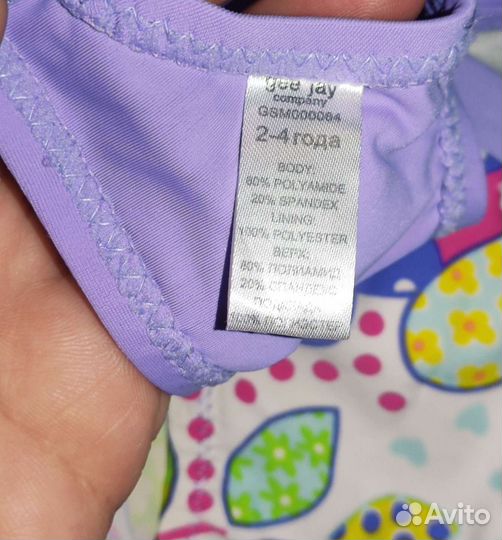 gee jay
company
GSM000064
2-4 года
BODY:
80% POLYAMIDE
20% SPANDEX
LINING:
100% POLYESTER
ВЕРХ:
80% ПОЛИАМИД
20% СПАНДЕКС
Avito